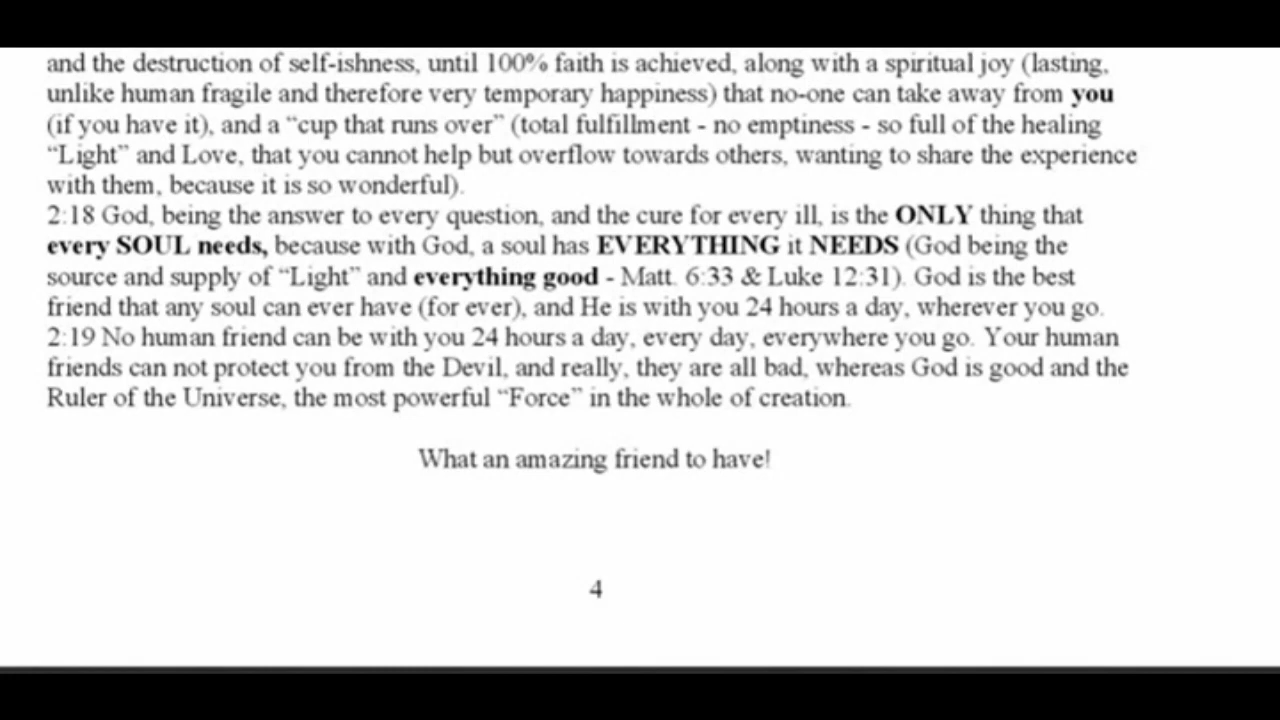 and the destruction of self-ishness, until 100% faith is achieved, along with a spiritual joy (lasting,
unlike human fragile and therefore very temporary happiness) that no-one can take away from you
(if you have it), and a “cup that runs over” (total fulfillment - no emptiness - so full of the healing
“Light” and Love, that you cannot help but overflow towards others, wanting to share the experience
with them, because it is so wonderful).
2:18 God, being the answer to every question, and the cure for every ill, is the ONLY thing that
every SOUL needs, because with God, a soul has EVERYTHING it NEEDS (God being the
source and supply of “Light” and everything good - Matt. 6:33 & Luke 12:31). God is the best
friend that any soul can ever have (for ever), and He is with you 24 hours a day, wherever you go.
2:19 No human friend can be with you 24 hours a day, every day, everywhere you go. Your human
friends can not protect you from the Devil, and really, they are all bad, whereas God is good and the
Ruler of the Universe, the most powerful “Force” in the whole of creation.
What an amazing friend to have!
4